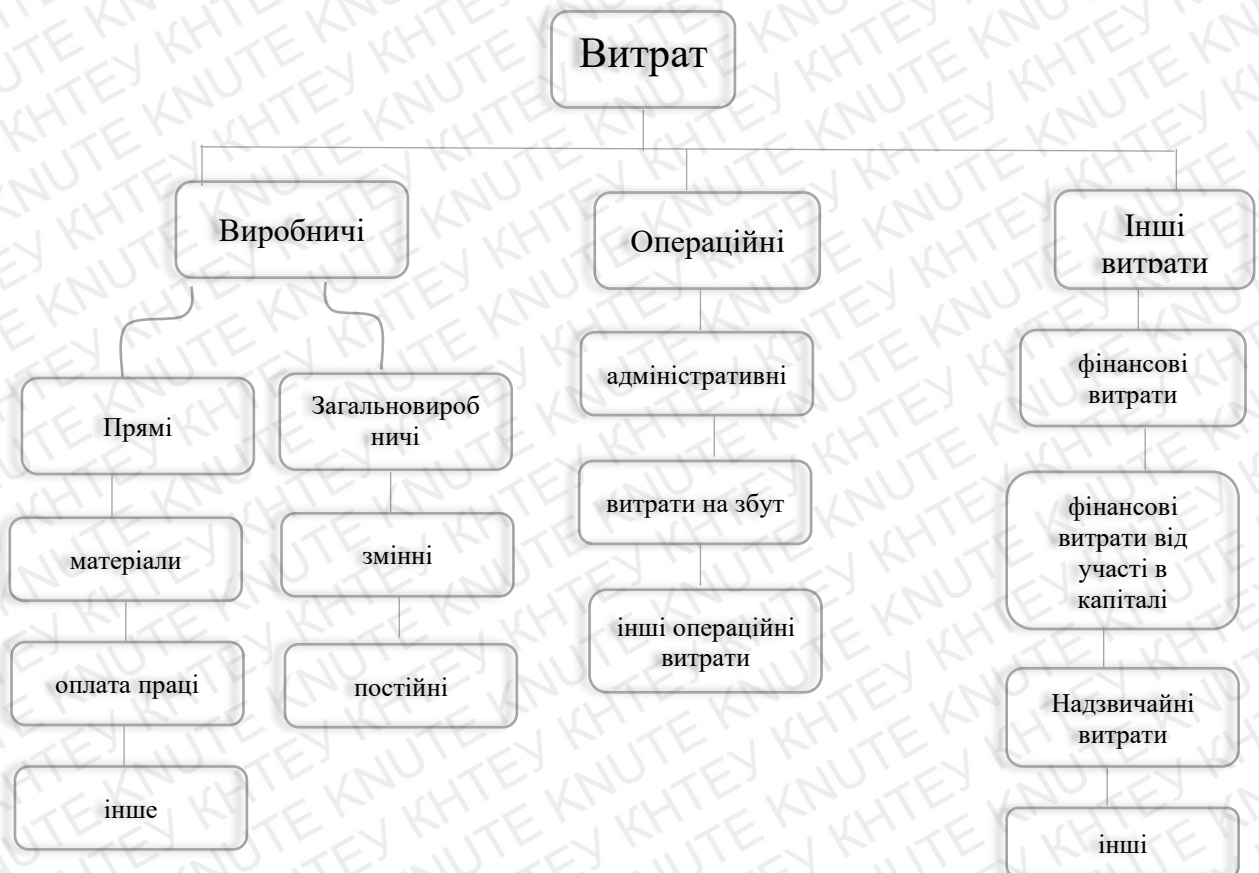 Витрат
Виробничі
Операційні
Інші
витрати
Прямі
Загальновироб
ничі
матеріали
змінні
оплата праці
постійні
інше
адміністративні
витрати на збут
інші операційні
витрати
фінансові
витрати
фінансові
витрати від
участі в
капіталі
Надзвичайні
витрати
інші